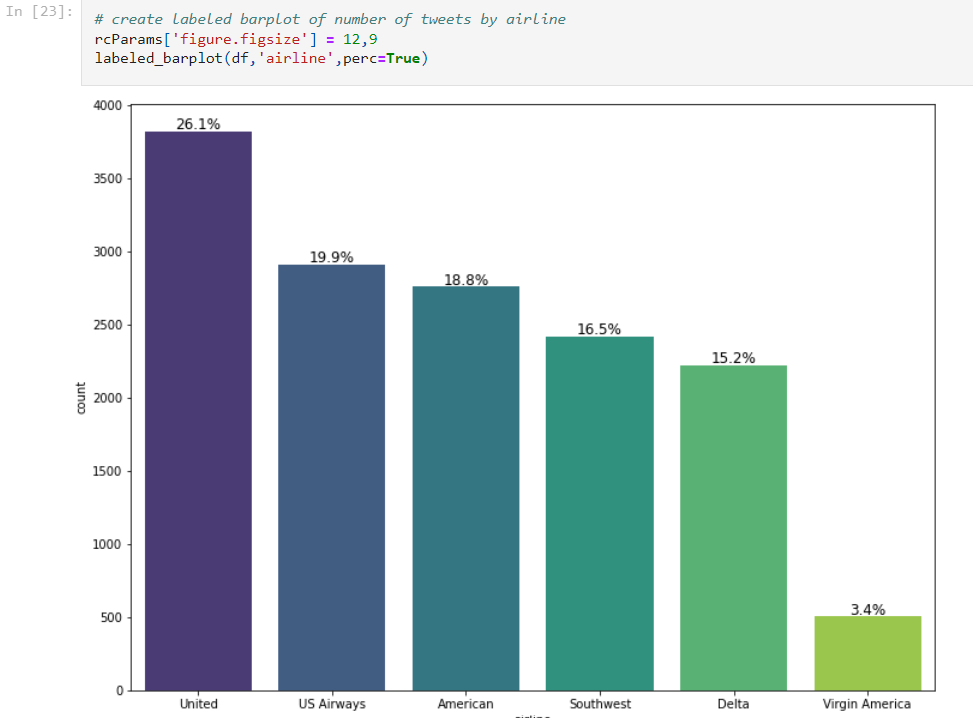 In [23]:
# create labeled barplot of number of tweets by airline
rcParams['figure.figsize'] = 12,9
labeled_barplot(df,'airline',perc=True)
4000
3500
3000
2500
2000
1500
1000
500
0
count
26.1%
19.9%
18.8%
16.5%
15.2%
3.4%
United US Airways American Southwest Delta Virgin America
airline